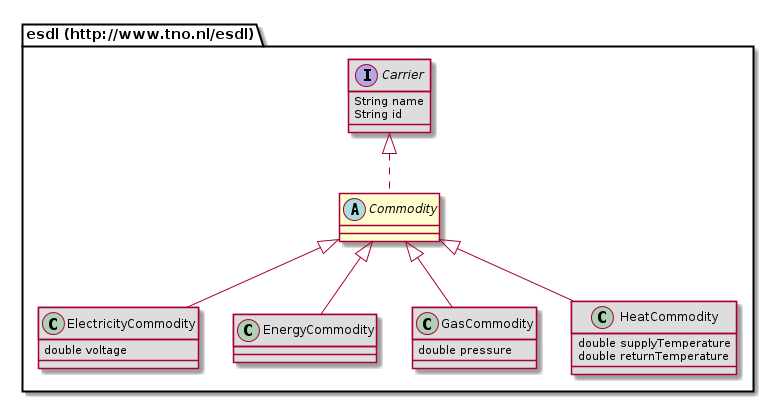 esdl (http://www.tno.nl/esdl)
I Carrier
String name
String id
A Commodity
C ElectricityCommodity
double voltage
C EnergyCommodity
C GasCommodity
double pressure
C HeatCommodity
double supplyTemperature
double returnTemperature